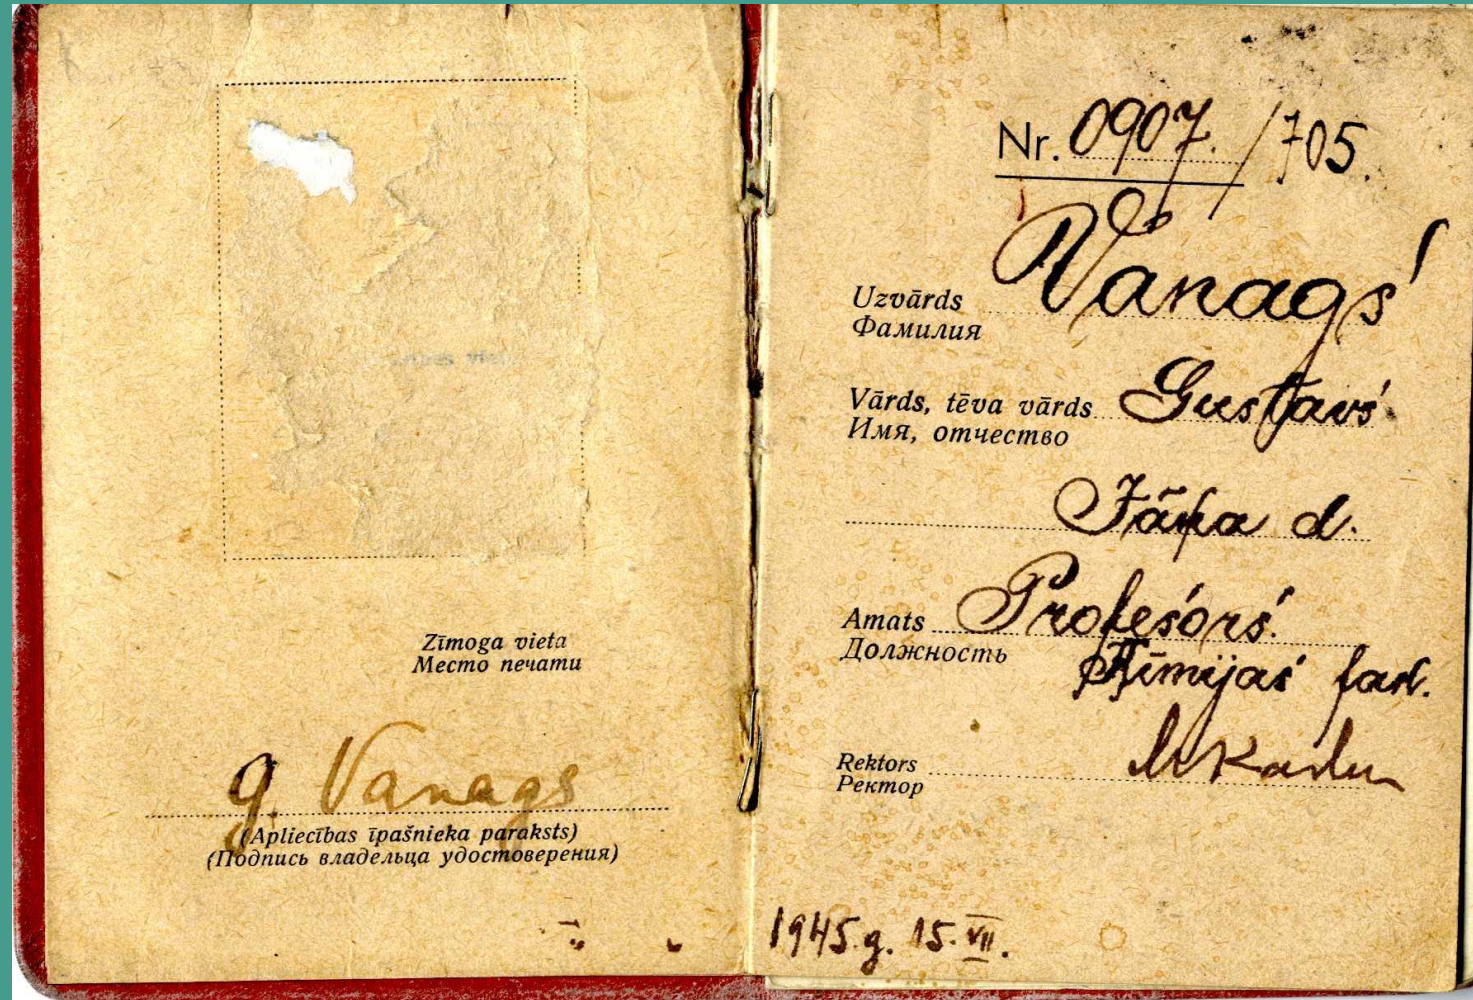 Zīmoga vieta
Место печати
G. Vanags
(Apliecības īpašnieka paraksts)
(Подпись владельца удостоверения)
Nr. 0907. /705.
Uzvārds Vanags
Фамилия
Vārds, tēva vārds Gustavs
Имя, отчество
Jāņa d.
Amats Profesors.
Должность Ķīmijas fak.
Rektors
Ректор
1945.g. 15.VII.